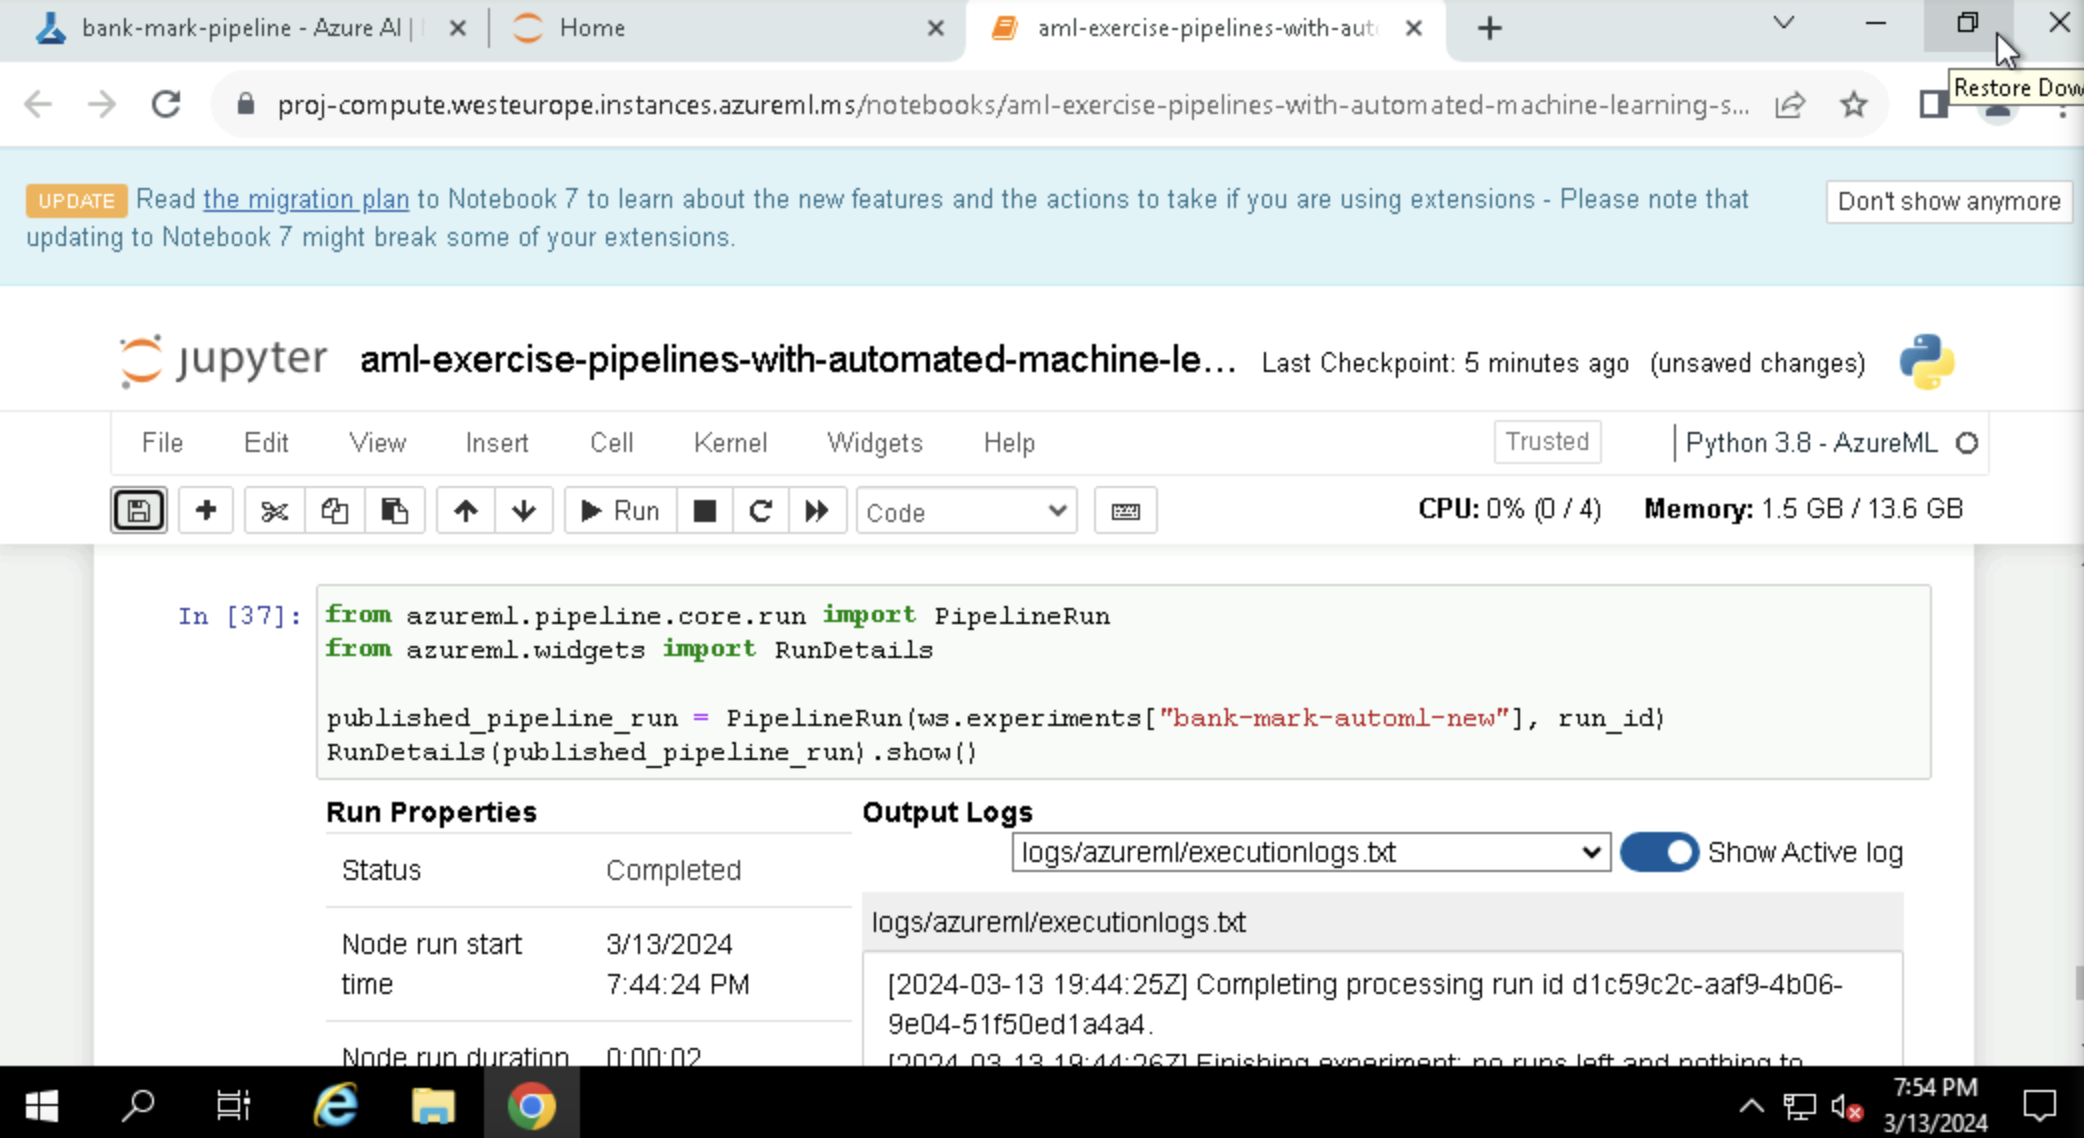 bank-mark-pipeline - Azure AI |
Home
aml-exercise-pipelines-with-aut
Restore Dow
proj-compute.westeurope.instances.azureml.ms/notebooks/aml-exercise-pipelines-with-automated-machine-learning-s...
UPDATE Read the migration plan to Notebook 7 to learn about the new features and the actions to take if you are using extensions - Please note that
updating to Notebook 7 might break some of your extensions.
Don't show anymore
jupyter aml-exercise-pipelines-with-automated-machine-le... Last Checkpoint: 5 minutes ago (unsaved changes)
File Edit View Insert Cell Kernel Widgets Help Trusted Python 3.8 - AzureML
Run Code CPU: 0% (0 / 4) Memory: 1.5 GB / 13.6 GB
In [37]: from azureml.pipeline.core.run import PipelineRun
from azureml.widgets import RunDetails
published_pipeline_run = PipelineRun(ws.experiments["bank-mark-automl-new"], run_id)
RunDetails(published_pipeline_run).show()
Run Properties
Status Completed
Node run start time 3/13/2024 7:44:24 PM
Node run duration 0:00:02
Output Logs
logs/azureml/executionlogs.txt Show Active log
logs/azureml/executionlogs.txt
[2024-03-13 19:44:25Z] Completing processing run id d1c59c2c-aaf9-4b06-
9e04-51f50ed1a4a4.
[2024-03-13 19:44:26Z] Finishing experiment: no runs left and nothing to
7:54 PM
3/13/2024